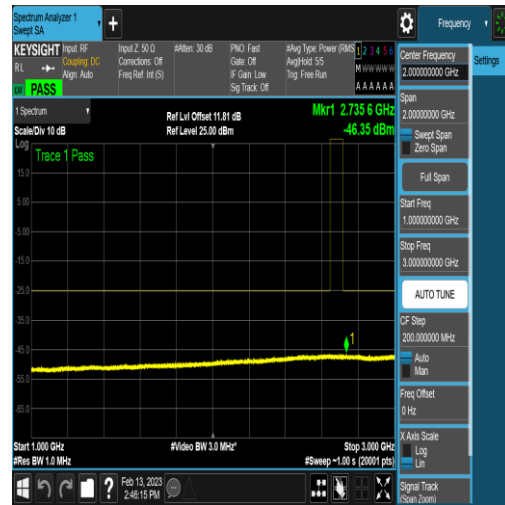 Spectrum Analyzer 1
Swept SA
+
Frequency
KEYSIGHT
RL
PASS
Input: RF
Coupling: DC
Align: Auto
Input Z: 50 Ω
Corrections: Off
Freq Ref: Int (S)
#Atten: 30 dB
PNO: Fast
Gate: Off
IF Gain: Low
Sig Track: Off
#Avg Type: Power (RMS
Avg|Hold: 5/5
Trig: Free Run
1 2 3 4 5 6
M W W W W W
A A A A A A
1 Spectrum
Scale/Div 10 dB
Ref Lvl Offset 11.81 dB
Ref Level 25.00 dBm
Mkr1 2.735 6 GHz
-46.35 dBm
Log
Trace 1 Pass
15.0
5.00
-5.00
-15.0
-25.0
-35.0
-45.0
-55.0
-65.0
1
Start 1.000 GHz
#Res BW 1.0 MHz
#Video BW 3.0 MHz*
Stop 3.000 GHz
#Sweep ~1.00 s (20001 pts)
?
Feb 13, 2023
2:46:15 PM
Center Frequency
2.000000000 GHz
Settings
Span
2.00000000 GHz
Swept Span
Zero Span
Full Span
Start Freq
1.000000000 GHz
Stop Freq
3.000000000 GHz
AUTO TUNE
CF Step
200.000000 MHz
Auto
Man
Freq Offset
0 Hz
X Axis Scale
Log
Lin
Signal Track
(Span Zoom)